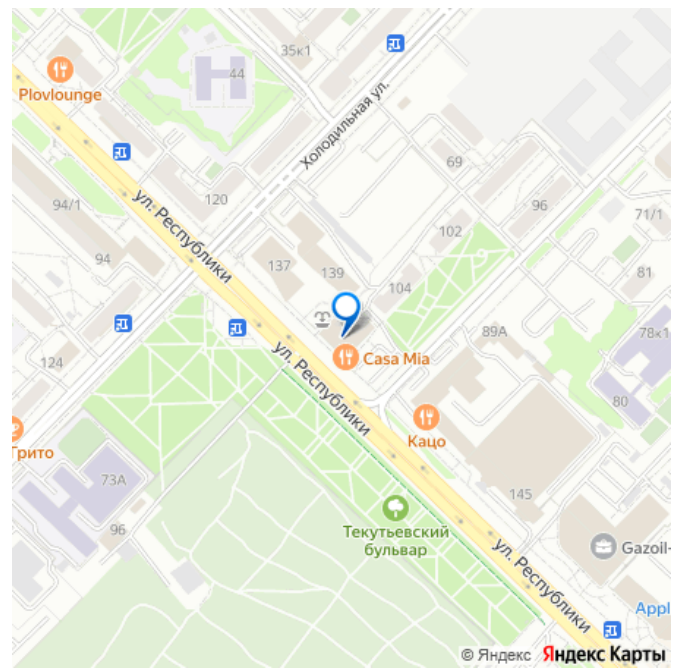 35к1
44
Plovlounge
Холодильная ул.
69
94/1
ул. Республики
120
96
71/1
102
94
137
139
104
81
89А
78к1
124
ул. Республики
Casa Mia
80
Кацо
Грито
73А
145
96
Текутьевский
бульвар
ул. Республики
Gazoil-
Appl
© Яндекс Яндекс Карты